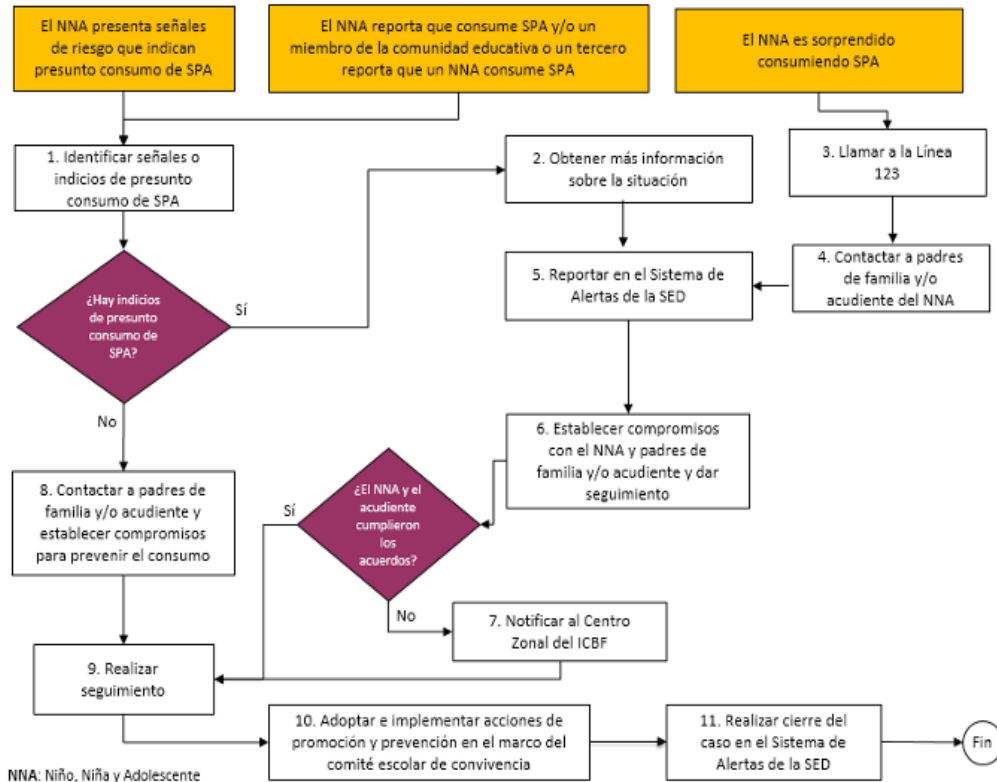 El NNA presenta señales
de riesgo que indican
presunto consumo de SPA
El NNA reporta que consume SPA y/o un
miembro de la comunidad educativa o un tercero
reporta que un NNA consume SPA
El NNA es sorprendido
consumiendo SPA
1. Identificar señales o
indicios de presunto
consumo de SPA
2. Obtener más información
sobre la situación
3. Llamar a la Línea
123
¿Hay indicios
de presunto
consumo de
SPA?
Sí
No
5. Reportar en el Sistema de
Alertas de la SED
4. Contactar a padres
de familia y/o
acudiente del NNA
6. Establecer compromisos
con el NNA y padres de
familia y/o acudiente y dar
seguimiento
8. Contactar a padres de
familia y/o acudiente y
establecer compromisos
para prevenir el consumo
¿El NNA y el
acudiente
cumplieron
los
acuerdos?
Sí
No
7. Notificar al Centro
Zonal del ICBF
9. Realizar
seguimiento
10. Adoptar e implementar acciones de
promoción y prevención en el marco del
comité escolar de convivencia
11. Realizar cierre del
caso en el Sistema de
Alertas de la SED
Fin
NNA: Niño, Niña y Adolescente